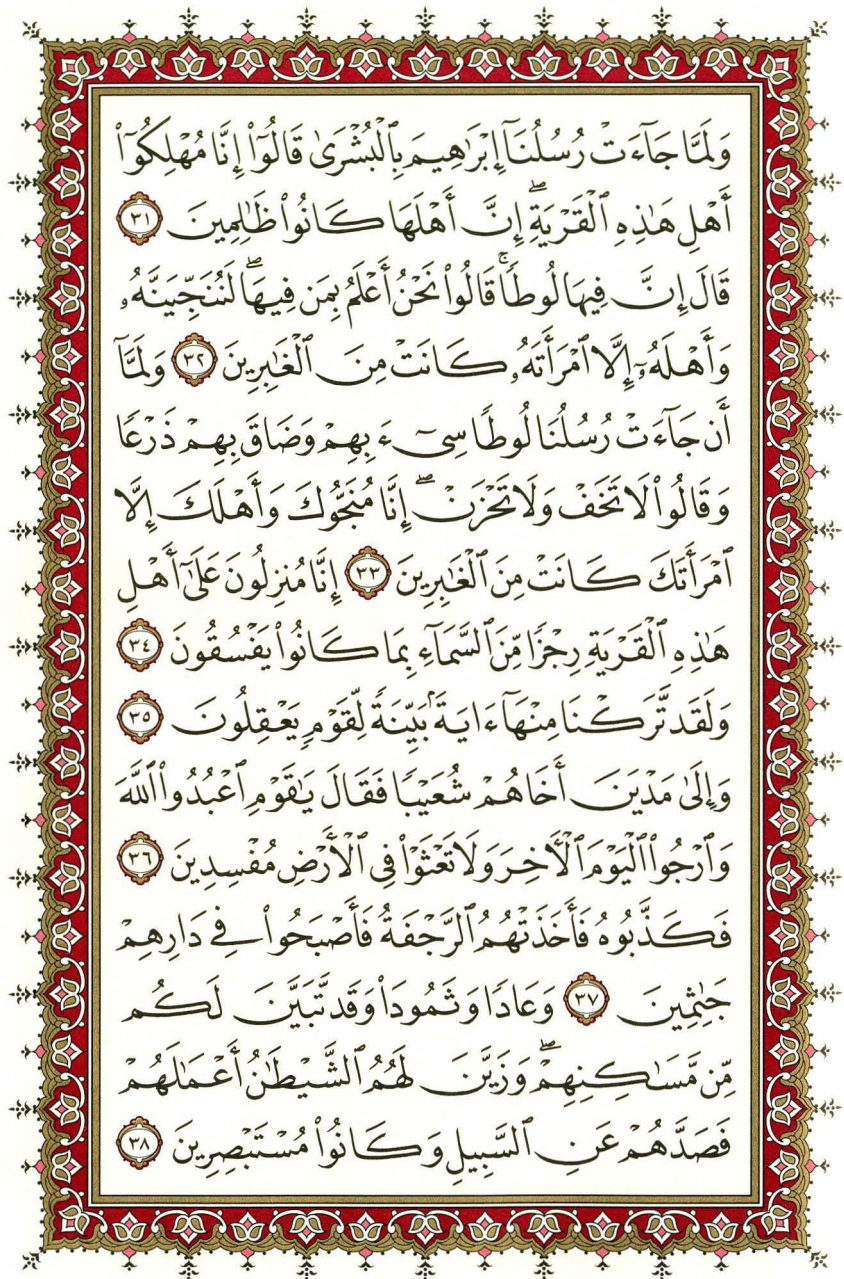 وَلَمَّا جَآءَتْ رُسُلُنَآ إِبْرَٰهِيمَ بِٱلْبُشْرَىٰ قَالُوٓا۟ إِنَّا مُهْلِكُوٓا۟
أَهْلِ هَٰذِهِ ٱلْقَرْيَةِ ۖ إِنَّ أَهْلَهَا كَانُوا۟ ظَٰلِمِينَ ٣١
قَالَ إِنَّ فِيهَا لُوطًا ۚ قَالُوا۟ نَحْنُ أَعْلَمُ بِمَن فِيهَا ۖ لَنُنَجِّيَنَّهُۥ
وَأَهْلَهُۥٓ إِلَّا ٱمْرَأَتَهُۥ كَانَتْ مِنَ ٱلْغَٰبِرِينَ ٣٢ وَلَمَّآ
أَن جَآءَتْ رُسُلُنَا لُوطًا سِىٓءَ بِهِمْ وَضَاقَ بِهِمْ ذَرْعًا
وَقَالُوا۟ لَا تَخَفْ وَلَا تَحْزَنْ ۖ إِنَّا مُنَجُّوكَ وَأَهْلَكَ إِلَّا
ٱمْرَأَتَكَ كَانَتْ مِنَ ٱلْغَٰبِرِينَ ٣٣ إِنَّا مُنزِلُونَ عَلَىٰٓ أَهْلِ
هَٰذِهِ ٱلْقَرْيَةِ رِجْزًا مِّنَ ٱلسَّمَآءِ بِمَا كَانُوا۟ يَفْسُقُونَ ٣٤
وَلَقَد تَّرَكْنَا مِنْهَآ ءَايَةًۢ بَيِّنَةً لِّقَوْمٍ يَعْقِلُونَ ٣٥
وَإِلَىٰ مَدْيَنَ أَخَاهُمْ شُعَيْبًا فَقَالَ يَٰقَوْمِ ٱعْبُدُوا۟ ٱللَّهَ
وَٱرْجُوا۟ ٱلْيَوْمَ ٱلْءَاخِرَ وَلَا تَعْثَوْا۟ فِى ٱلْأَرْضِ مُفْسِدِينَ ٣٦
فَكَذَّبُوهُ فَأَخَذَتْهُمُ ٱلرَّجْفَةُ فَأَصْبَحُوا۟ فِى دَارِهِمْ
جَٰثِمِينَ ٣٧ وَعَادًا وَثَمُودَا۟ وَقَد تَّبَيَّنَ لَكُم
مِّن مَّسَٰكِنِهِمْ ۖ وَزَيَّنَ لَهُمُ ٱلشَّيْطَٰنُ أَعْمَٰلَهُمْ
فَصَدَّهُمْ عَنِ ٱلسَّبِيلِ وَكَانُوا۟ مُسْتَبْصِرِينَ ٣٨